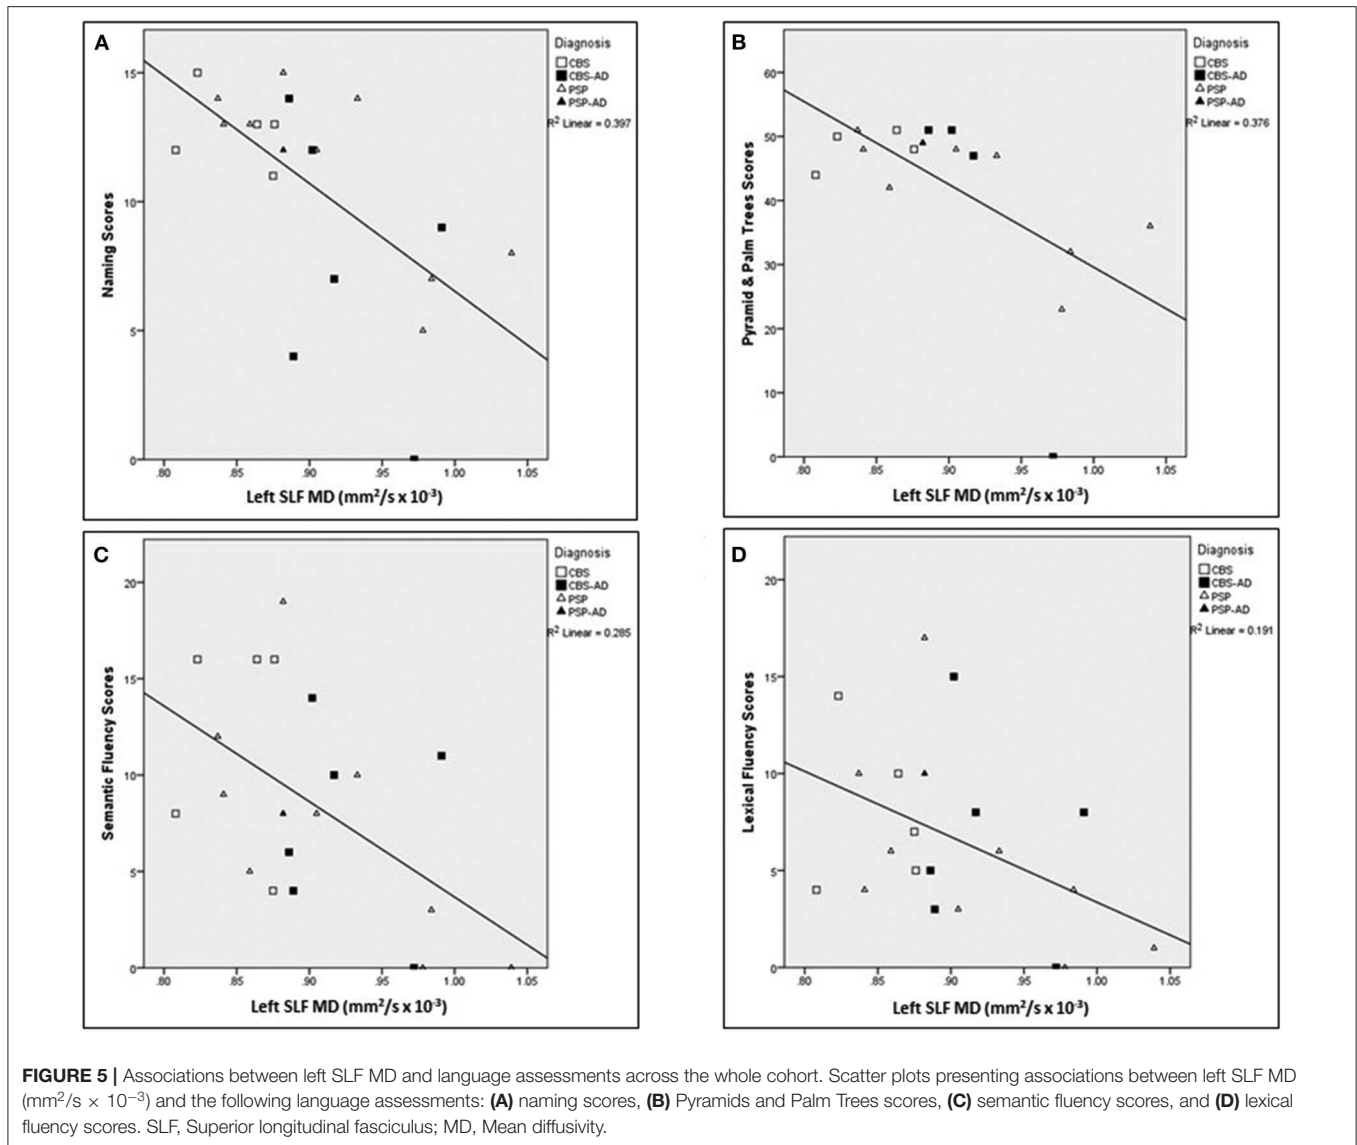 A
Diagnosis
CBS
CBS-AD
PSP
PSP-AD
R² Linear = 0.397
Naming Scores
15
10
5
0
.80 .85 .90 .95 1.00 1.05
Left SLF MD (mm²/s x 10⁻³)
B
Diagnosis
CBS
CBS-AD
PSP
PSP-AD
R² Linear = 0.376
Pyramid & Palm Trees Scores
60
50
40
30
20
10
0
.80 .85 .90 .95 1.00 1.05
Left SLF MD (mm²/s x 10⁻³)
C
Diagnosis
CBS
CBS-AD
PSP
PSP-AD
R² Linear = 0.285
Semantic Fluency Scores
20
15
10
5
0
.80 .85 .90 .95 1.00 1.05
Left SLF MD (mm²/s x 10⁻³)
D
Diagnosis
CBS
CBS-AD
PSP
PSP-AD
R² Linear = 0.191
Lexical Fluency Scores
20
15
10
5
0
.80 .85 .90 .95 1.00 1.05
Left SLF MD (mm²/s x 10⁻³)
FIGURE 5 | Associations between left SLF MD and language assessments across the whole cohort. Scatter plots presenting associations between left SLF MD
(mm²/s × 10⁻³) and the following language assessments: (A) naming scores, (B) Pyramids and Palm Trees scores, (C) semantic fluency scores, and (D) lexical
fluency scores. SLF, Superior longitudinal fasciculus; MD, Mean diffusivity.